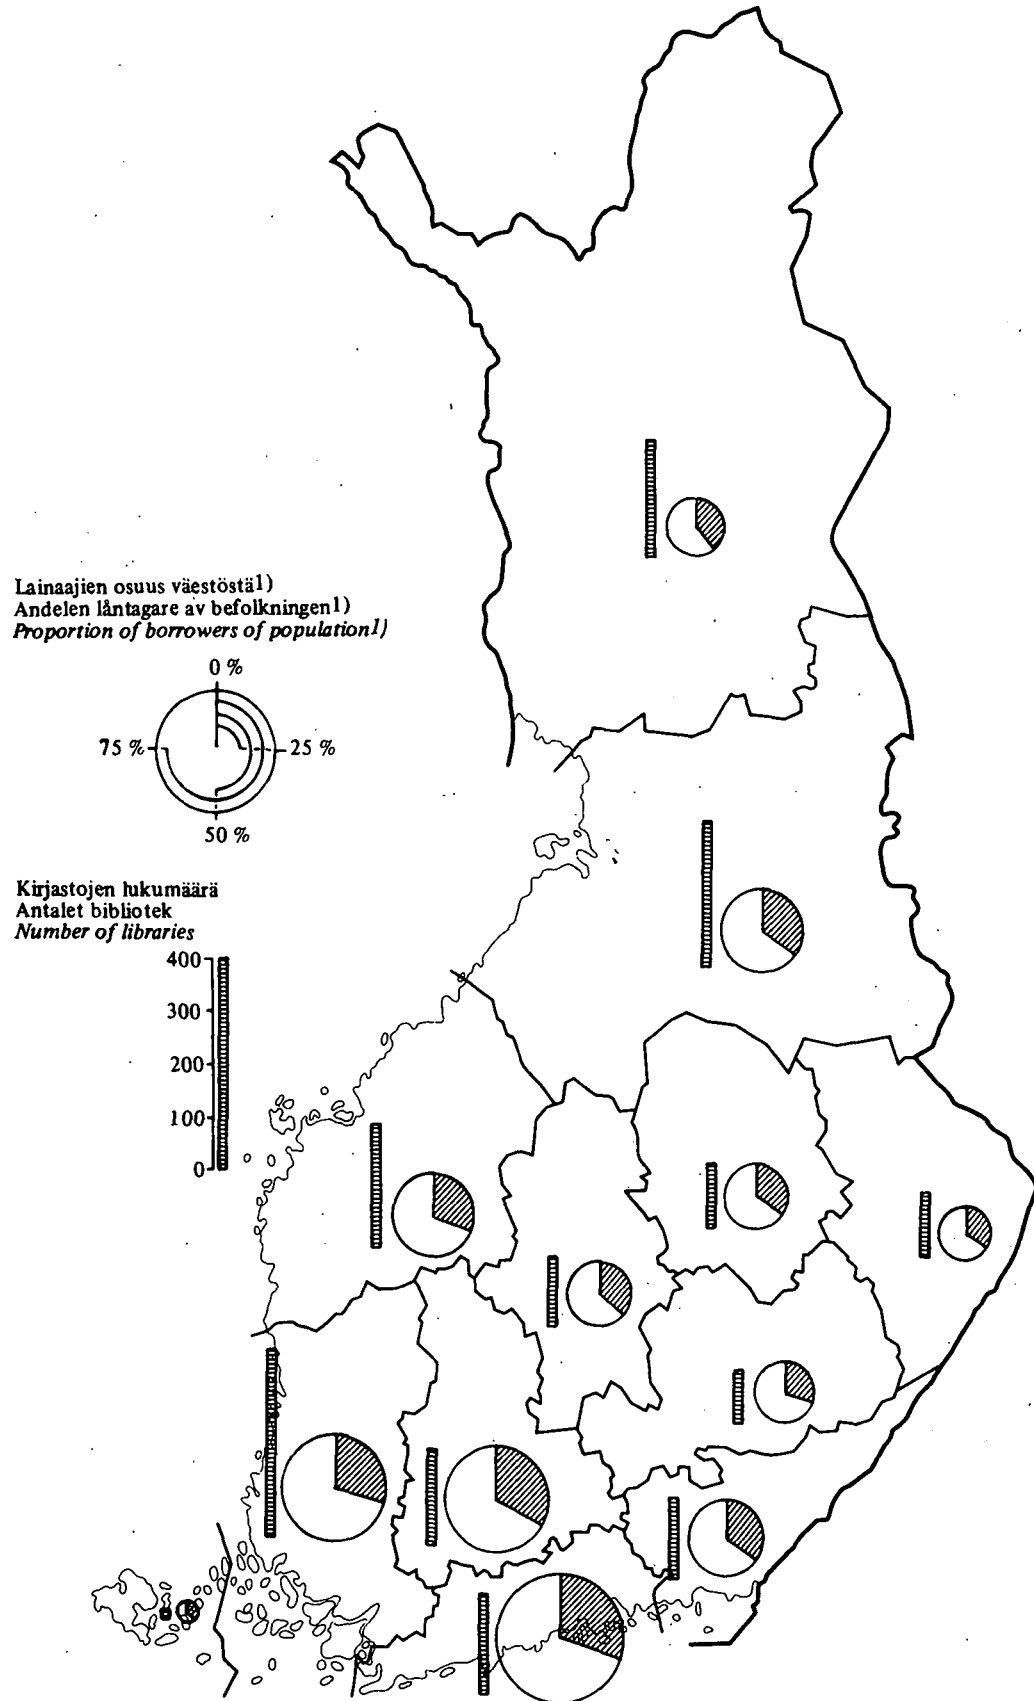 Lainaajien osuus väestöstä1)
Andelen låntagare av befolkningen1)
Proportion of borrowers of population1)
0 %
75 %
25 %
50 %
Kirjastojen lukumäärä
Antalet bibliotek
Number of libraries
400
300
200
100
0